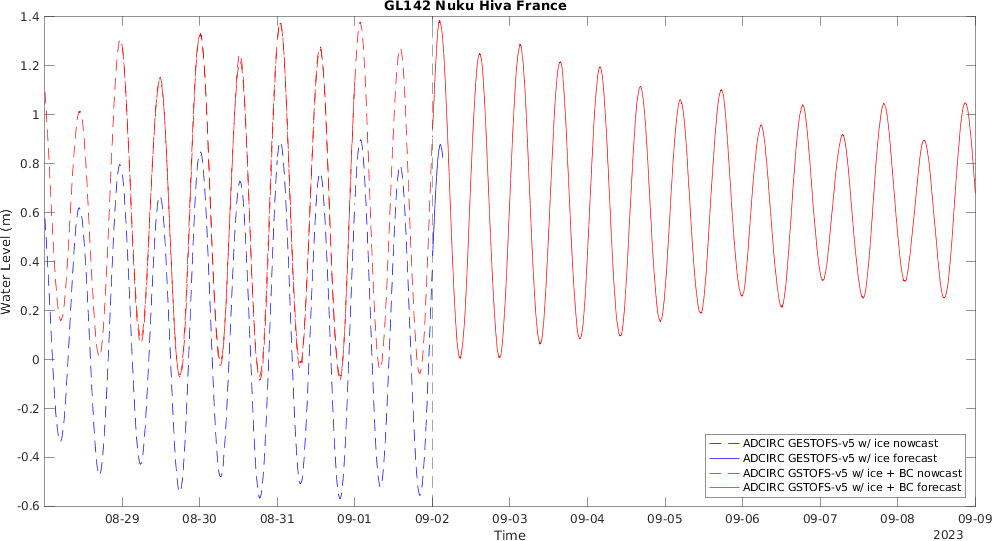 GL142 Nuku Hiva France
1.4
1.2
1
0.8
0.6
0.4
0.2
0
-0.2
-0.4
-0.6
Water Level (m)
ADCIRC GESTOFS-v5 w/ ice nowcast
ADCIRC GESTOFS-v5 w/ ice forecast
ADCIRC GSTOFS-v5 w/ ice + BC nowcast
ADCIRC GSTOFS-v5 w/ ice + BC forecast
08-29 08-30 08-31 09-01 09-02 09-03 09-04 09-05 09-06 09-07 09-08 09-09
Time
2023